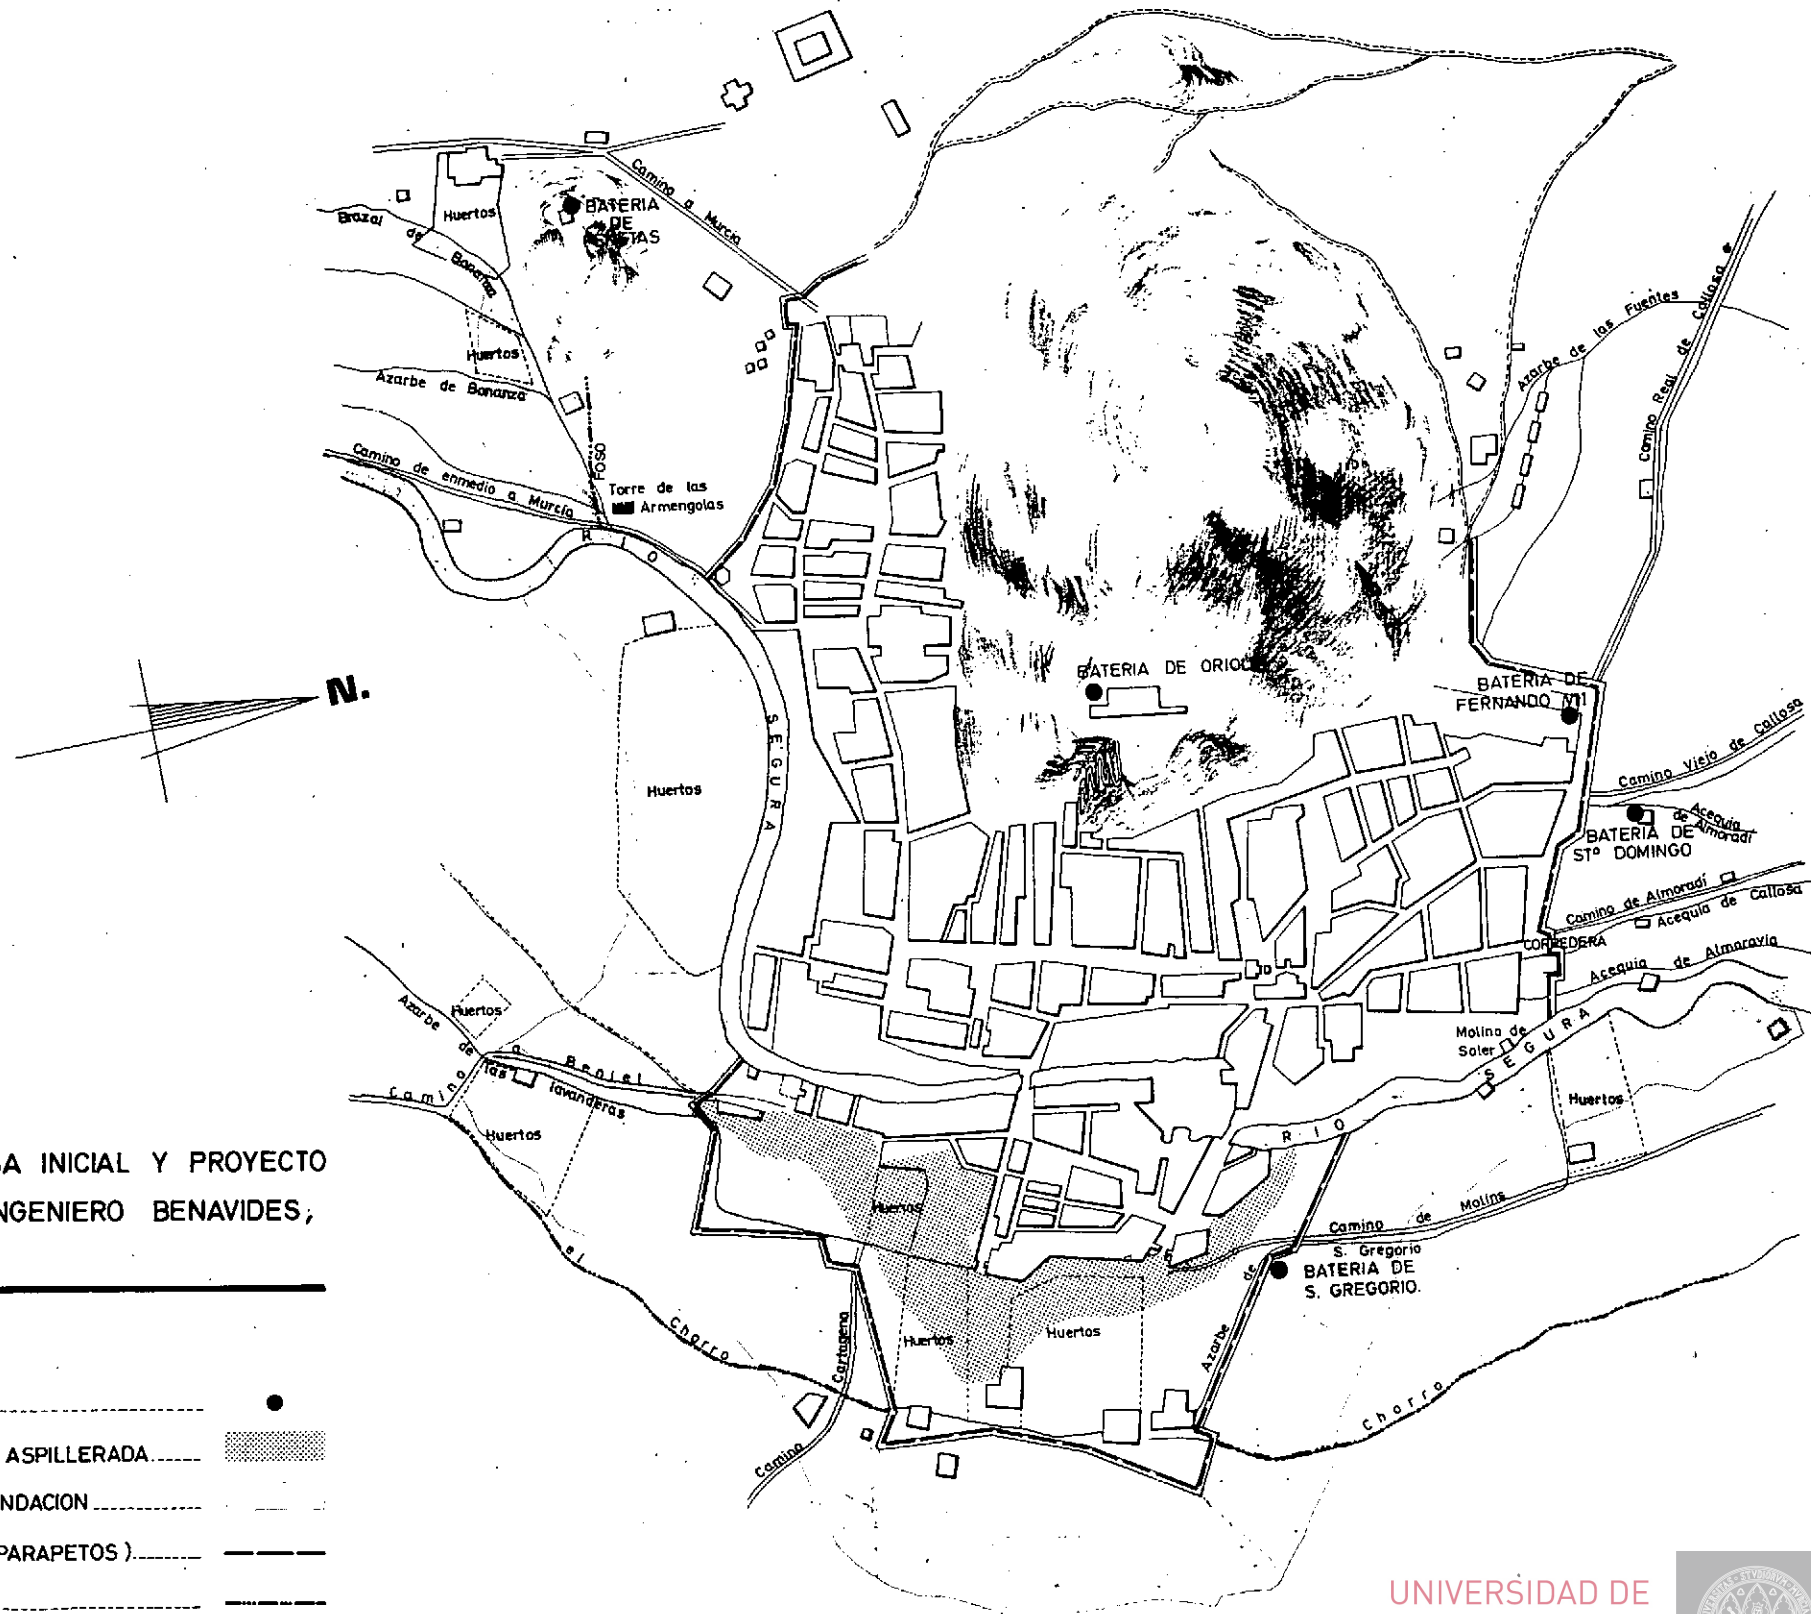 Camino a Murcia
BATERIA
DE
Huertos
Brazal de Bonanza
Huertos
Azarbe de Bonanza
FOSO
Camino de enmedio a Murcia
Torre de las
Armengolas
RIO SEGURA
N.
Huertos
BATERIA DE ORIOL
Azarbe de las Fuentes
Camino Real de Callosa
BATERIA DE
FERNANDO VII
Camino Viejo de Callosa
Acequia
de Almoradí
BATERIA DE
STº DOMINGO
Camino de Almoradí
Acequia de Callosa
CORREDERA
Acequia de Almoravia
Molino de
Soler
RIO SEGURA
Huertos
Huertos
Azarbe de las lavanderas
Camino a Beniel
Huertos
Huertos
Camino de Molins
S. Gregorio
BATERIA DE
S. GREGORIO.
Azarbe de
Huertos
Huertos
el Chorro
Camino Cartagena
Chorro
A INICIAL Y PROYECTO
NGENIERO BENAVIDES;
ASPILLERADA
NDACION
PARAPETOS)
UNIVERSIDAD DE